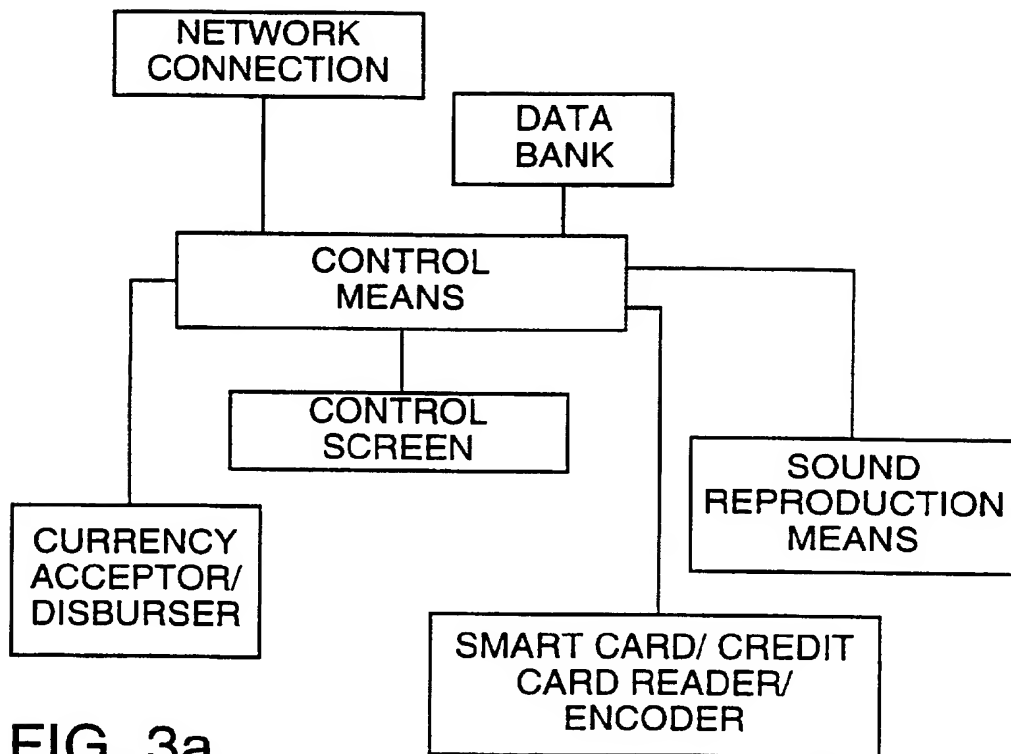 NETWORK
CONNECTION
DATA
BANK
CONTROL
MEANS
CONTROL
SCREEN
SOUND
REPRODUCTION
MEANS
CURRENCY
ACCEPTOR/
DISBURSER
SMART CARD/ CREDIT
CARD READER/
ENCODER
FIG. 3a